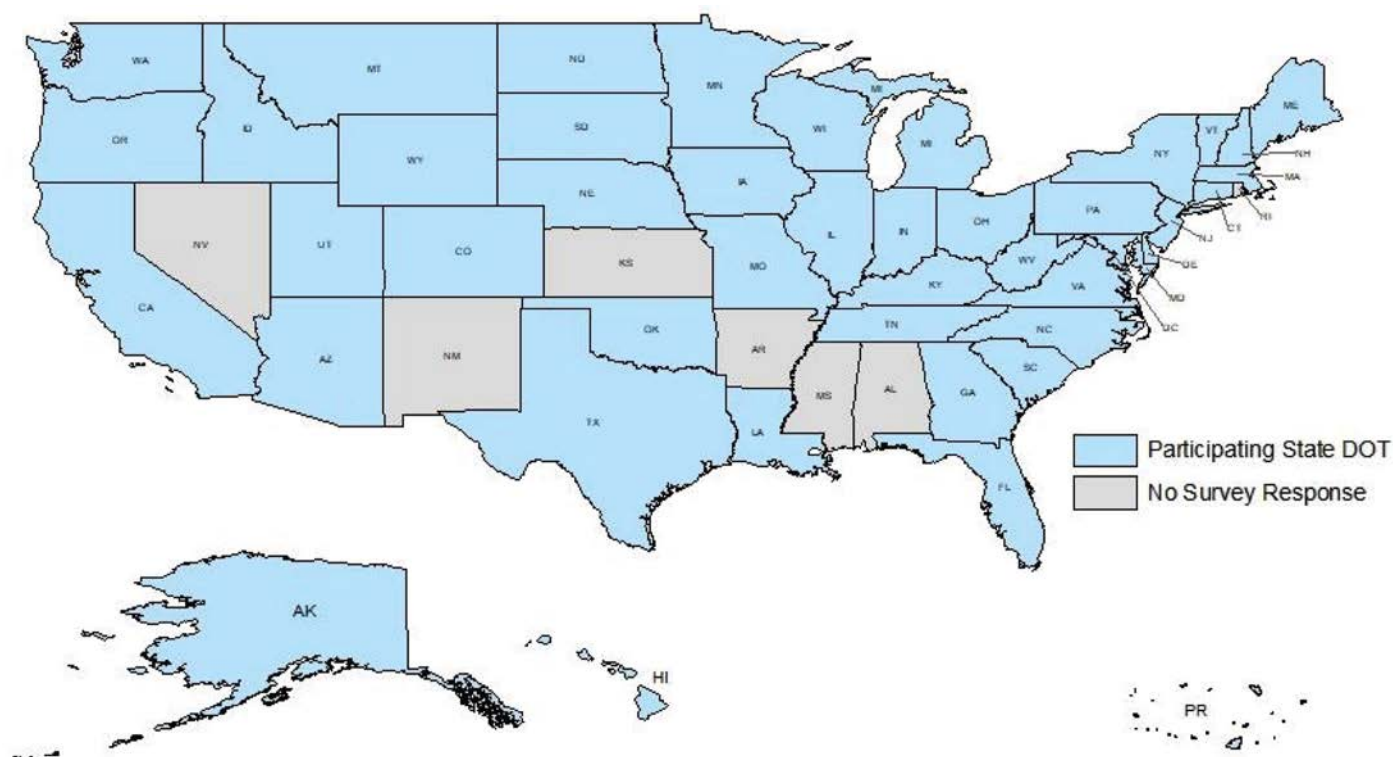 WA
MT
ND
MN
MI
ME
OR
ID
SD
WI
MI
VT
NY
NH
MA
WY
IA
NE
PA
RI
CT
NJ
NV
UT
CO
IL
IN
OH
KS
MO
WV
DE
KY
VA
MD
CA
DC
OK
TN
NC
AZ
NM
AR
SC
MS
AL
GA
TX
LA
Participating State DOT
FL
No Survey Response
AK
HI
PR